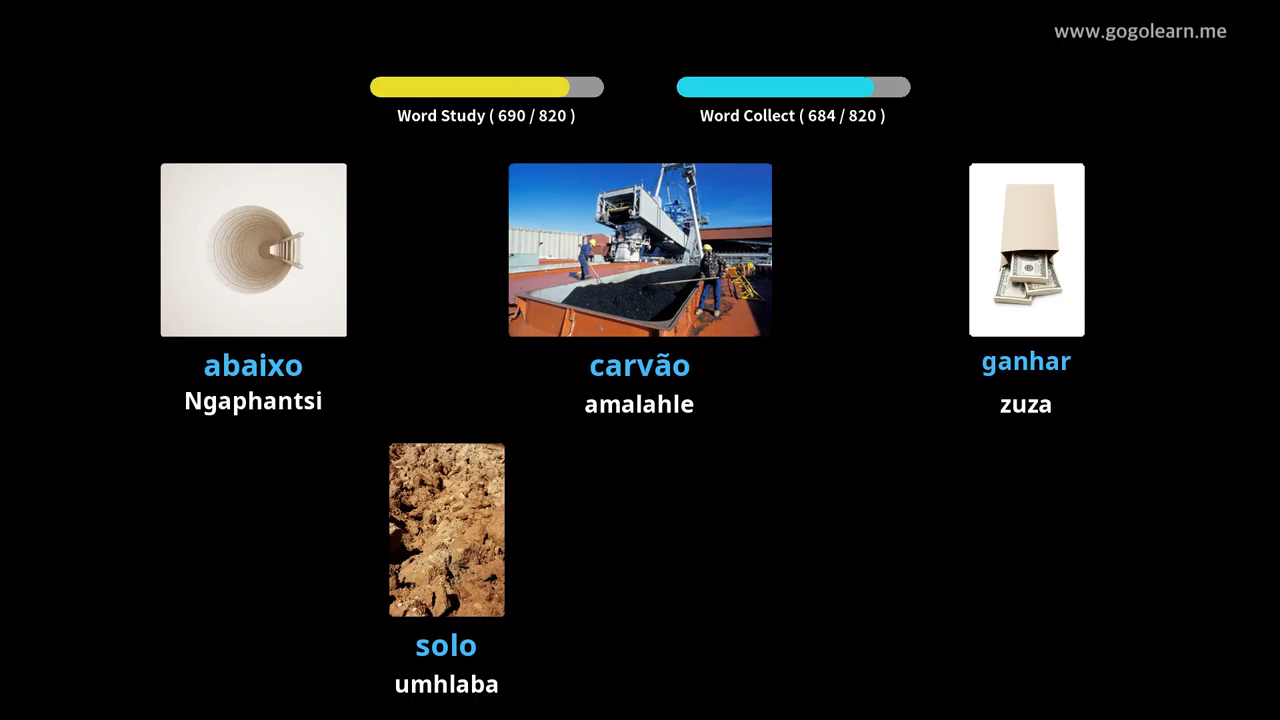 www.gogolearn.me
Word Study ( 690 / 820 )
Word Collect ( 684 / 820 )
abaixo
Ngaphantsi
carvão
amalahle
ganhar
zuza
solo
umhlaba